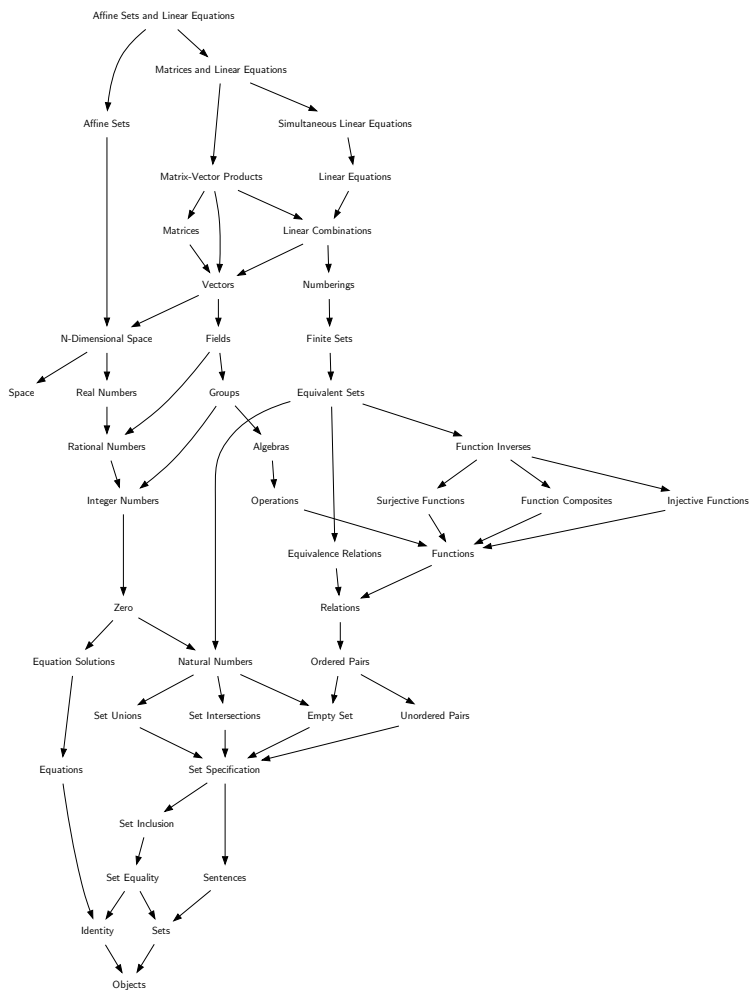 Affine Sets and Linear Equations
Matrices and Linear Equations
Affine Sets
Simultaneous Linear Equations
Matrix-Vector Products
Linear Equations
Matrices
Linear Combinations
Vectors
Numberings
N-Dimensional Space
Fields
Finite Sets
Space
Real Numbers
Groups
Equivalent Sets
Rational Numbers
Algebras
Function Inverses
Integer Numbers
Operations
Surjective Functions
Function Composites
Injective Functions
Equivalence Relations
Functions
Zero
Relations
Equation Solutions
Natural Numbers
Ordered Pairs
Set Unions
Set Intersections
Empty Set
Unordered Pairs
Equations
Set Specification
Set Inclusion
Set Equality
Sentences
Identity
Sets
Objects